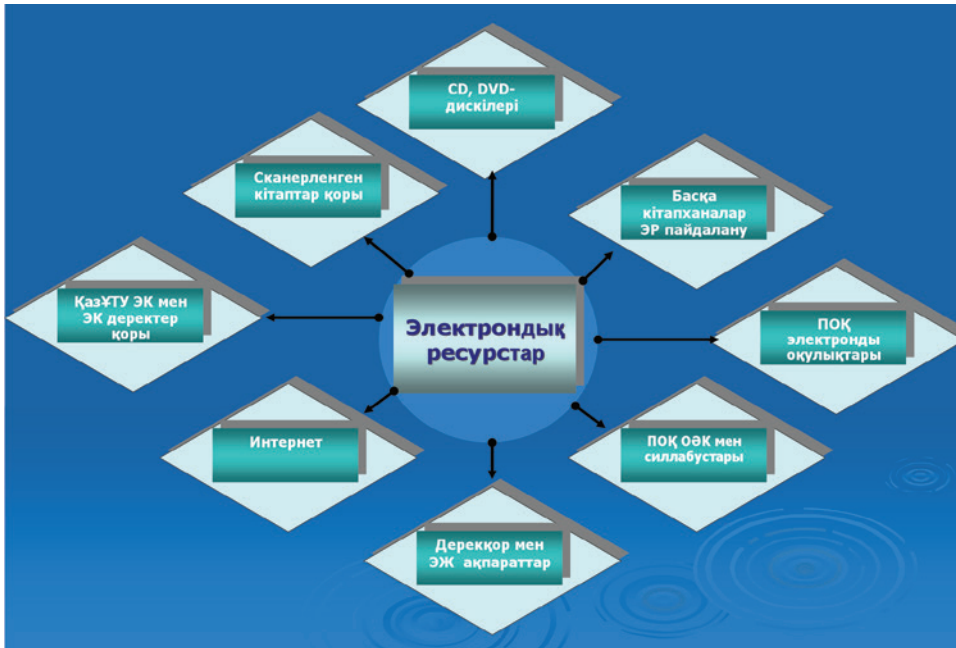 CD, DVD-
дискілері
Сканерленген
кітаптар қоры
Басқа
кітапханалар
ЭР пайдалану
ҚазҰТУ ЭК мен
ЭК деректер
қоры
Электрондық
ресурстар
ПОҚ
электронды
оқулықтары
Интернет
ПОҚ ОӘК мен
силлабустары
Дерекқор мен
ЭЖ ақпараттар